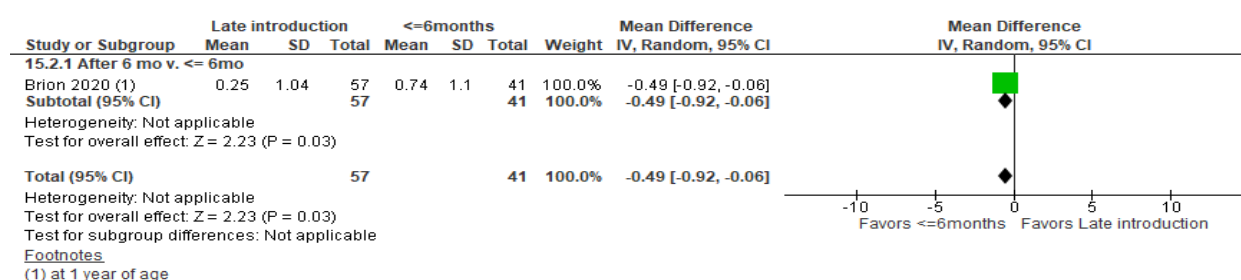 Late introduction <=6months Mean Difference Mean Difference
Study or Subgroup Mean SD Total Mean SD Total Weight IV, Random, 95% CI IV, Random, 95% CI
15.2.1 After 6 mo v. <= 6mo
Brion 2020 (1) 0.25 1.04 57 0.74 1.1 41 100.0% -0.49 [-0.92, -0.06]
Subtotal (95% CI) 57 41 100.0% -0.49 [-0.92, -0.06]
Heterogeneity: Not applicable
Test for overall effect: Z = 2.23 (P = 0.03)
Total (95% CI) 57 41 100.0% -0.49 [-0.92, -0.06]
Heterogeneity: Not applicable
Test for overall effect: Z = 2.23 (P = 0.03)
Test for subgroup differences: Not applicable
-10 -5 0 5 10
Favors <=6months Favors Late introduction
Footnotes
(1) at 1 year of age